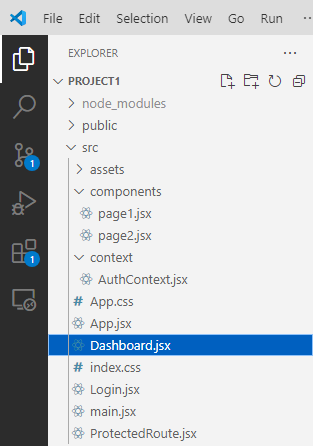 File Edit Selection View Go Run
EXPLORER
PROJECT1
node_modules
public
src
assets
components
page1.jsx
page2.jsx
context
AuthContext.jsx
# App.css
App.jsx
Dashboard.jsx
# index.css
Login.jsx
main.jsx
ProtectedRoute.jsx
1
1